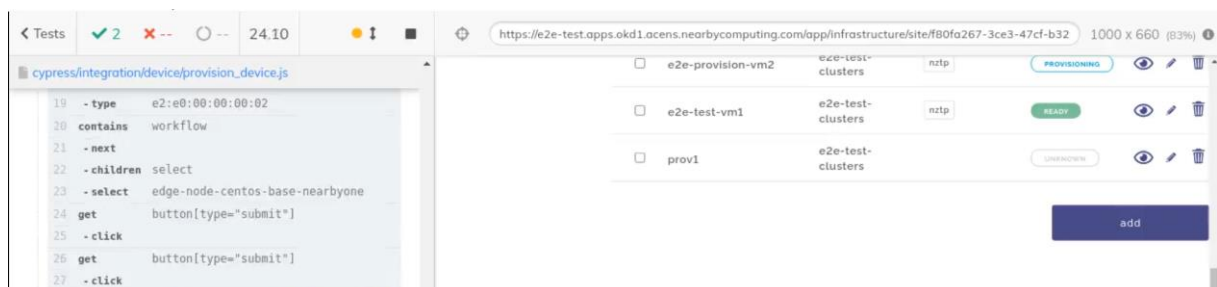 < Tests ✔ 2 ✖ -- -- 24.10 https://e2e-test.apps.okd1.acens.nearbycomputing.com/app/infrastructure/site/f80fa267-3ce3-47cf-b32 1000 x 660 (83%)
cypress/integration/device/provision_device.js
19 - type e2:e0:00:00:00:02
20 contains workflow
21 - next
22 - children select
23 - select edge-node-centos-base-nearbyone
24 get button[type="submit"]
25 - click
26 get button[type="submit"]
27 - click
e2e-provision-vm2 e2e-test-clusters nztp PROVISIONING
e2e-test-vm1 e2e-test-clusters nztp READY
prov1 e2e-test-clusters UNKNOWN
add